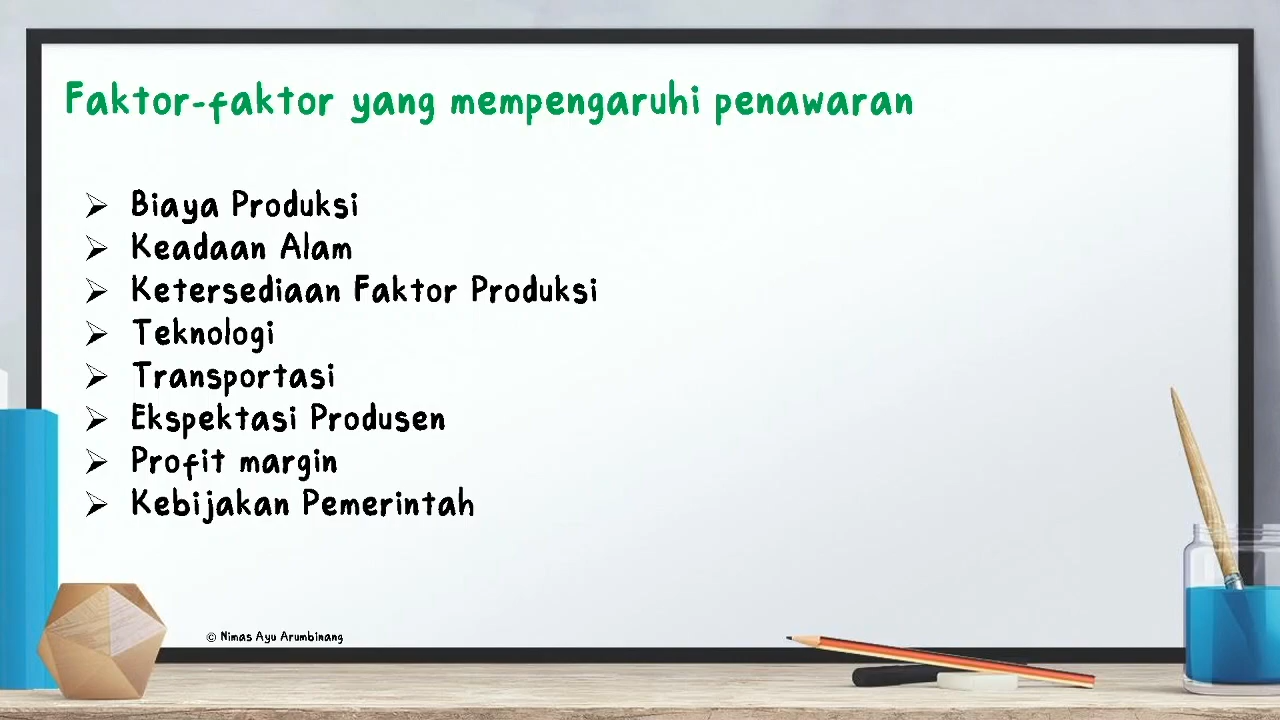 Faktor-faktor yang mempengaruhi penawaran
➢ Biaya Produksi
➢ Keadaan Alam
➢ Ketersediaan Faktor Produksi
➢ Teknologi
➢ Transportasi
➢ Ekspektasi Produsen
➢ Profit margin
➢ Kebijakan Pemerintah
© Nimas Ayu Arumbinang